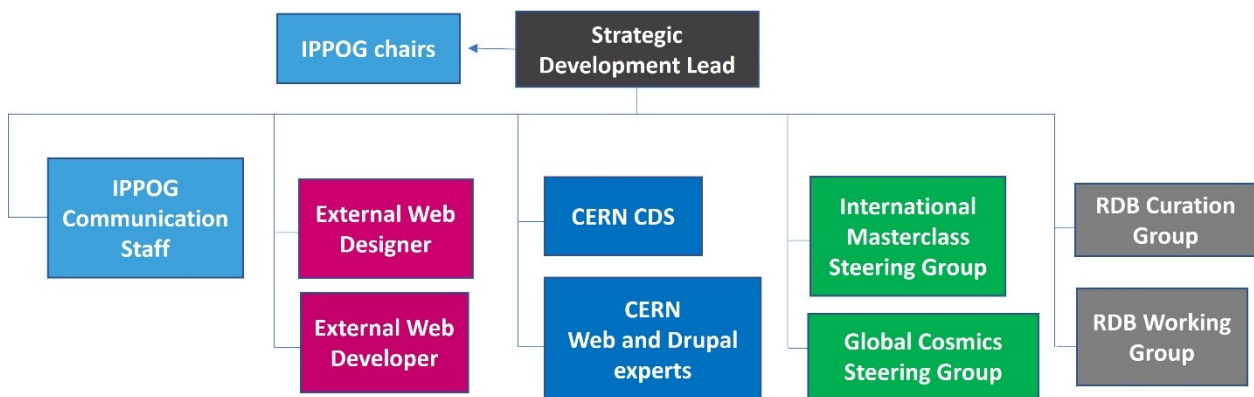 IPPOG chairs
Strategic
Development Lead
IPPOG
Communication
Staff
External Web
Designer
External Web
Developer
CERN CDS
CERN
Web and Drupal
experts
International
Masterclass
Steering Group
Global Cosmics
Steering Group
RDB Curation
Group
RDB Working
Group